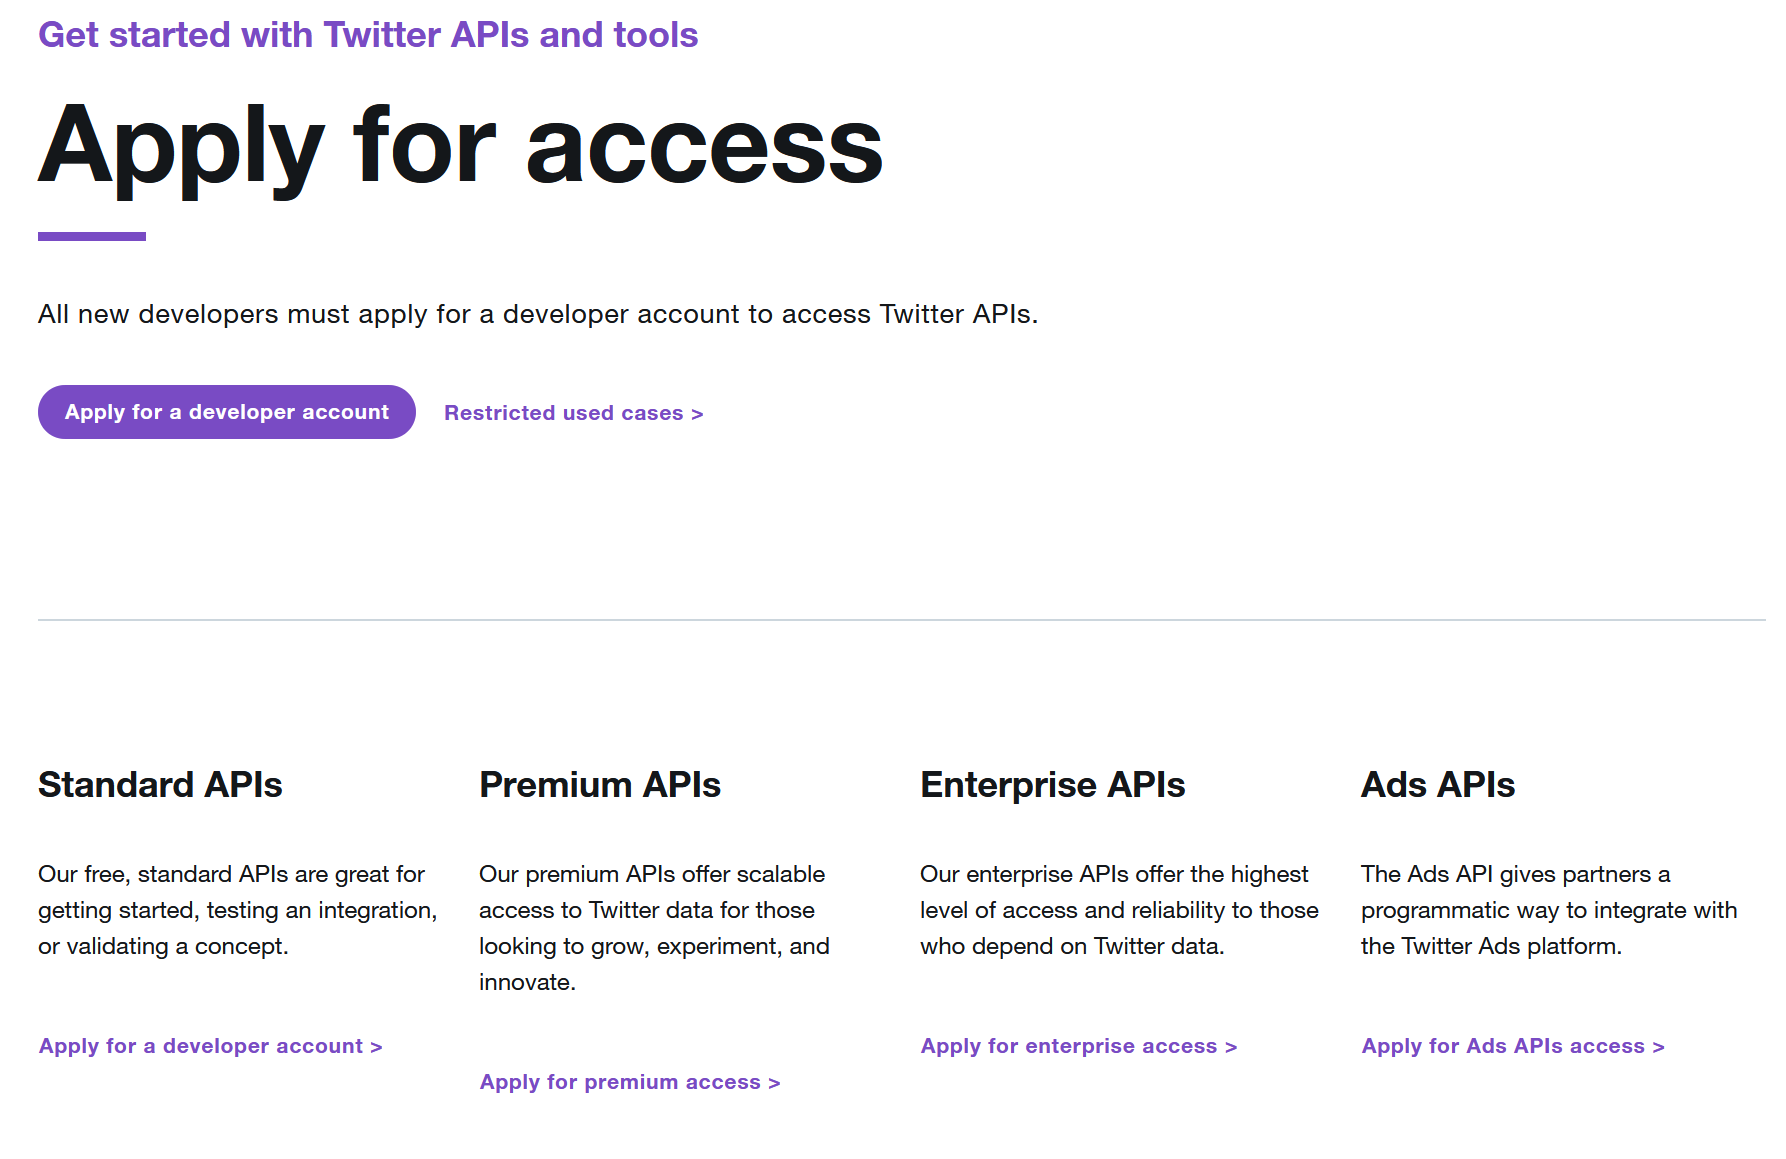 Get started with Twitter APIs and tools
Apply for access
All new developers must apply for a developer account to access Twitter APIs.
Apply for a developer account
Restricted used cases >
Standard APIs
Our free, standard APIs are great for
getting started, testing an integration,
or validating a concept.
Apply for a developer account >
Premium APIs
Our premium APIs offer scalable
access to Twitter data for those
looking to grow, experiment, and
innovate.
Apply for premium access >
Enterprise APIs
Our enterprise APIs offer the highest
level of access and reliability to those
who depend on Twitter data.
Apply for enterprise access >
Ads APIs
The Ads API gives partners a
programmatic way to integrate with
the Twitter Ads platform.
Apply for Ads APIs access >